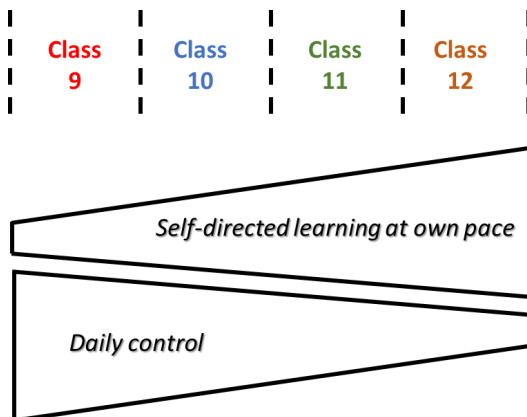 Class
9
Class
10
Class
11
Class
12
Self-directed learning at own pace
Daily control